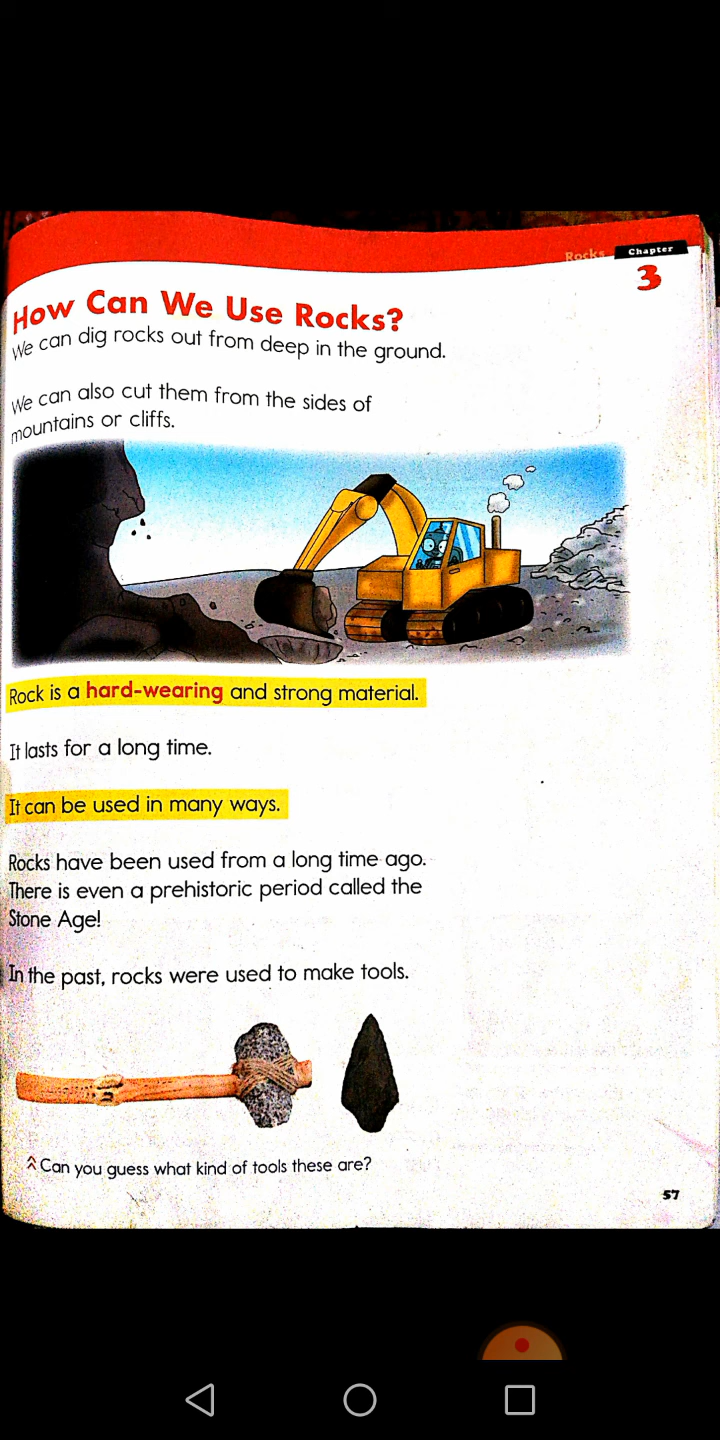 Rocks
Chapter
3
How Can We Use Rocks?
We can dig rocks out from deep in the ground.
We can also cut them from the sides of
mountains or cliffs.
Rock is a hard-wearing and strong material.
It lasts for a long time.
It can be used in many ways.
Rocks have been used from a long time ago.
There is even a prehistoric period called the
Stone Age!
In the past, rocks were used to make tools.
Can you guess what kind of tools these are?
57